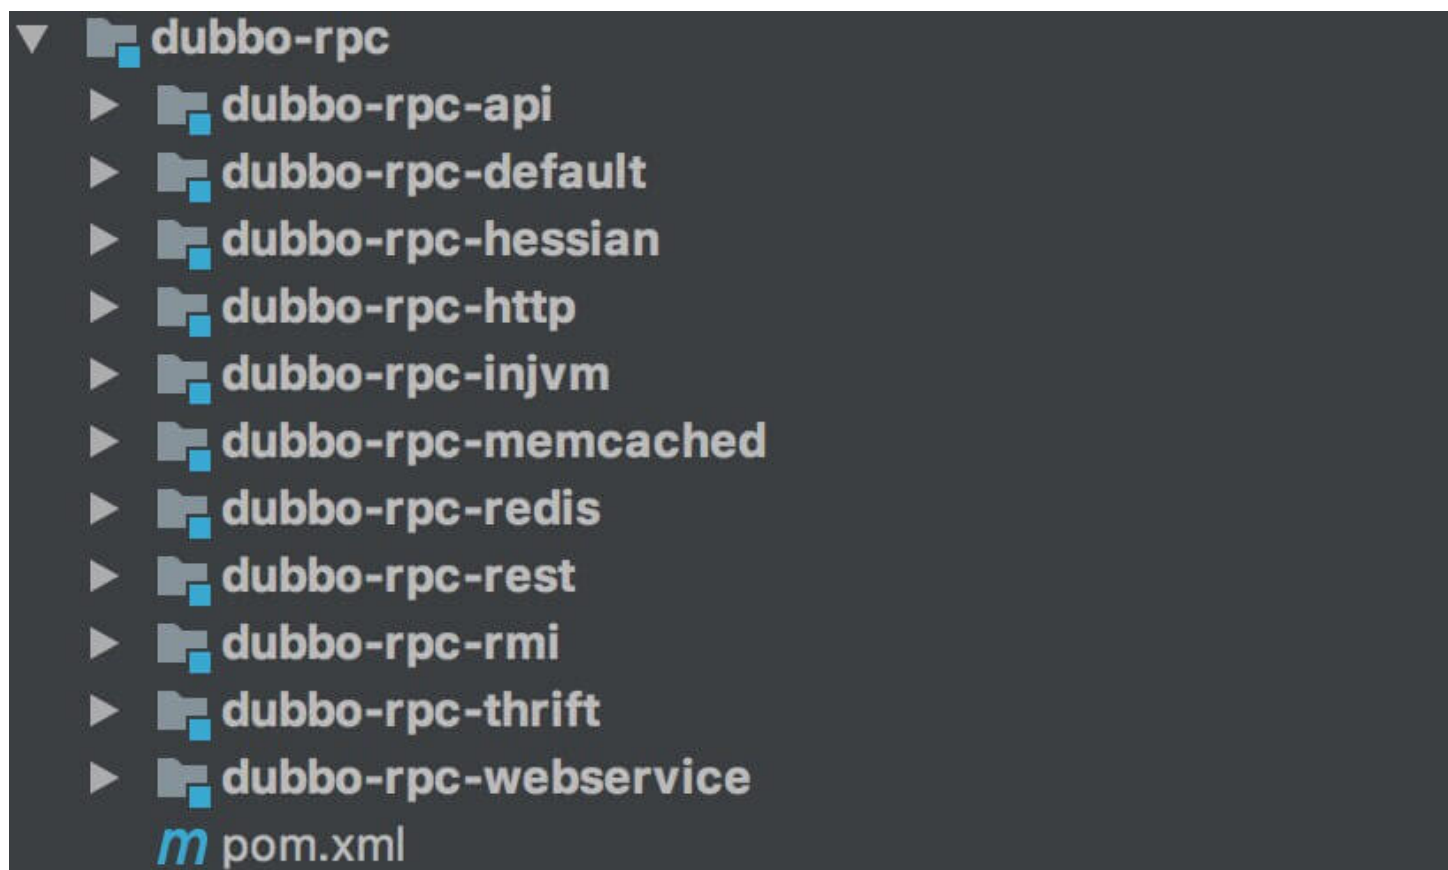 dubbo-rpc
dubbo-rpc-api
dubbo-rpc-default
dubbo-rpc-hessian
dubbo-rpc-http
dubbo-rpc-injvm
dubbo-rpc-memcached
dubbo-rpc-redis
dubbo-rpc-rest
dubbo-rpc-rmi
dubbo-rpc-thrift
dubbo-rpc-webservice
m pom.xml